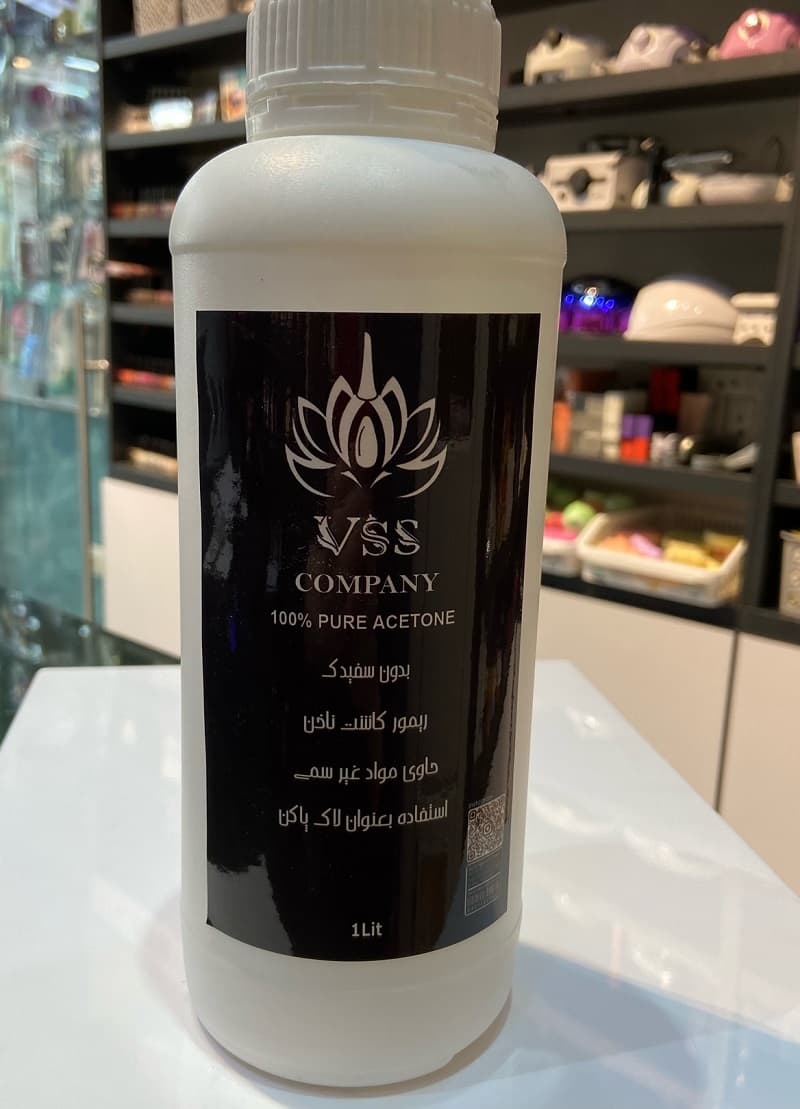 VSS
COMPANY
100% PURE ACETONE
بدون سفیدک
ریمور کاشت ناخن
حاوی مواد غیر سمی
استفاده بعنوان لاک پاکن
1Lit